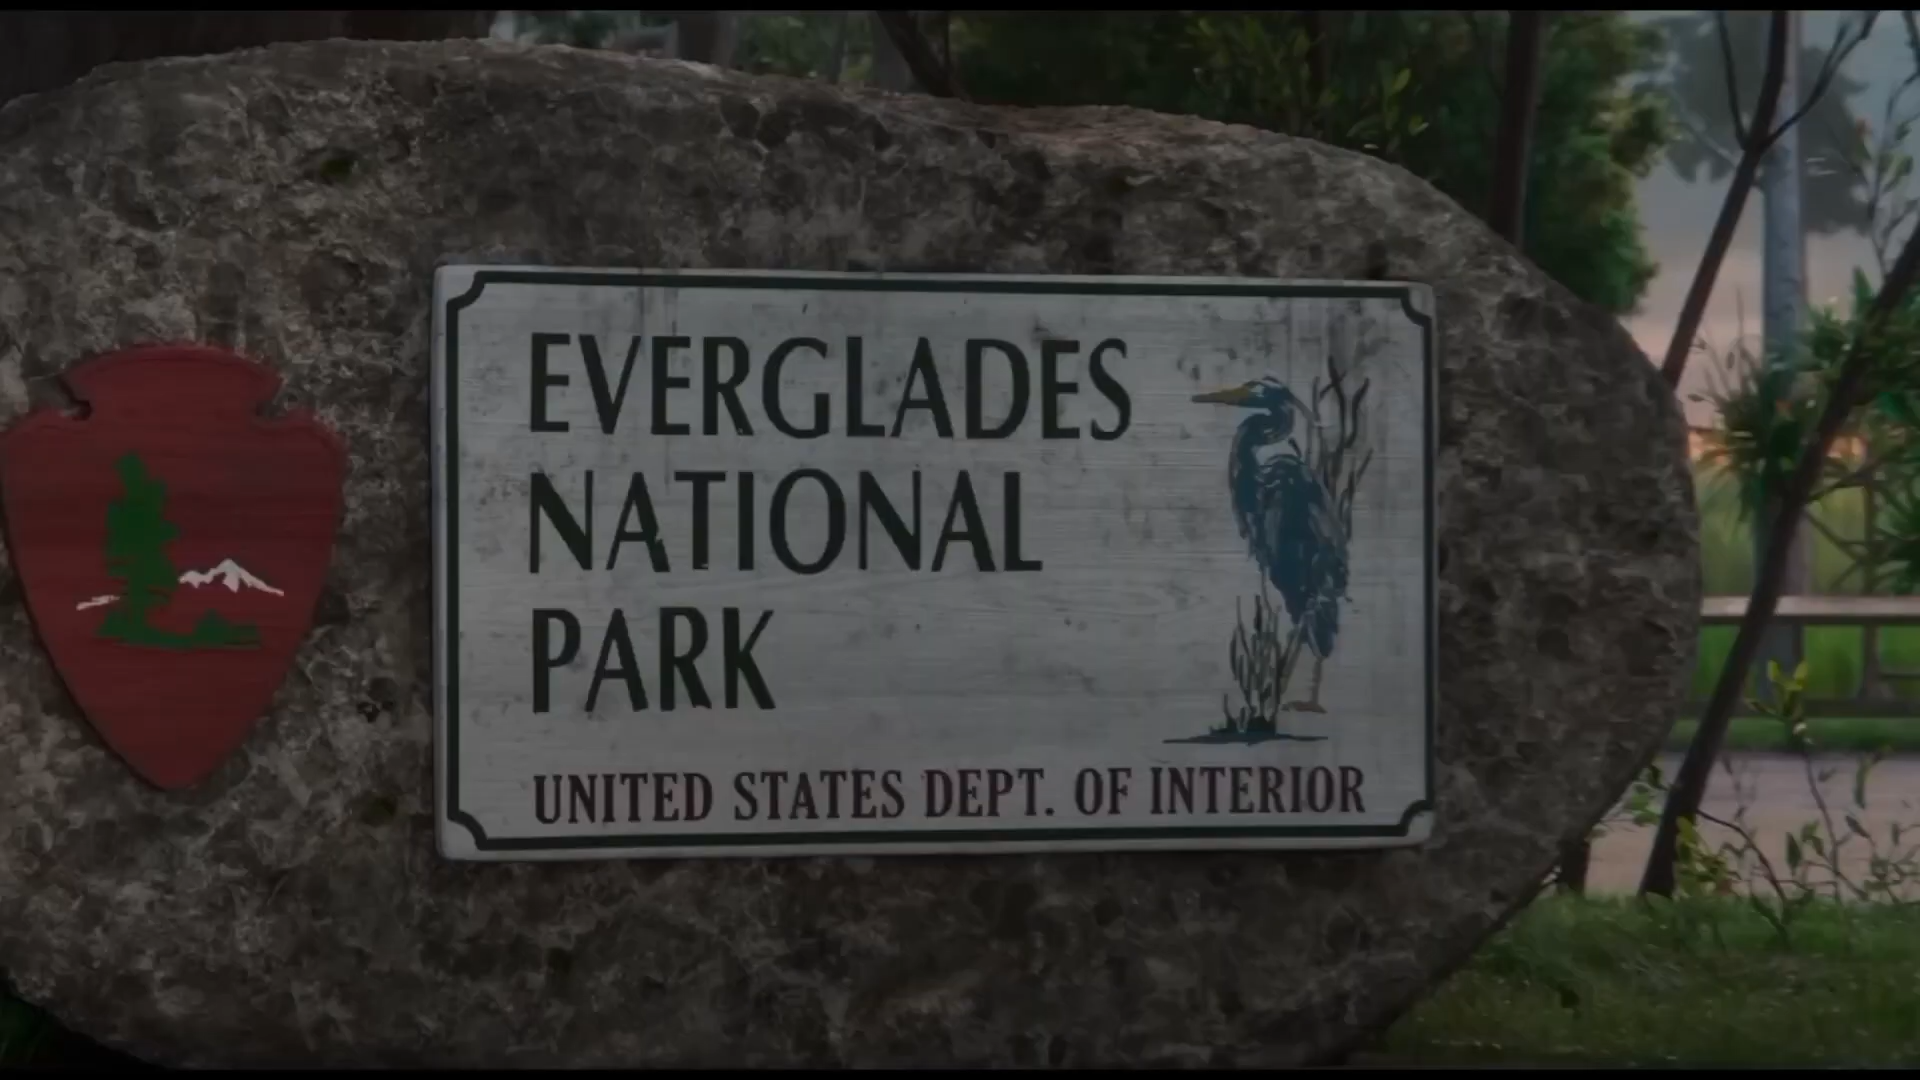 EVERGLADES
NATIONAL
PARK
UNITED STATES DEPT. OF INTERIOR